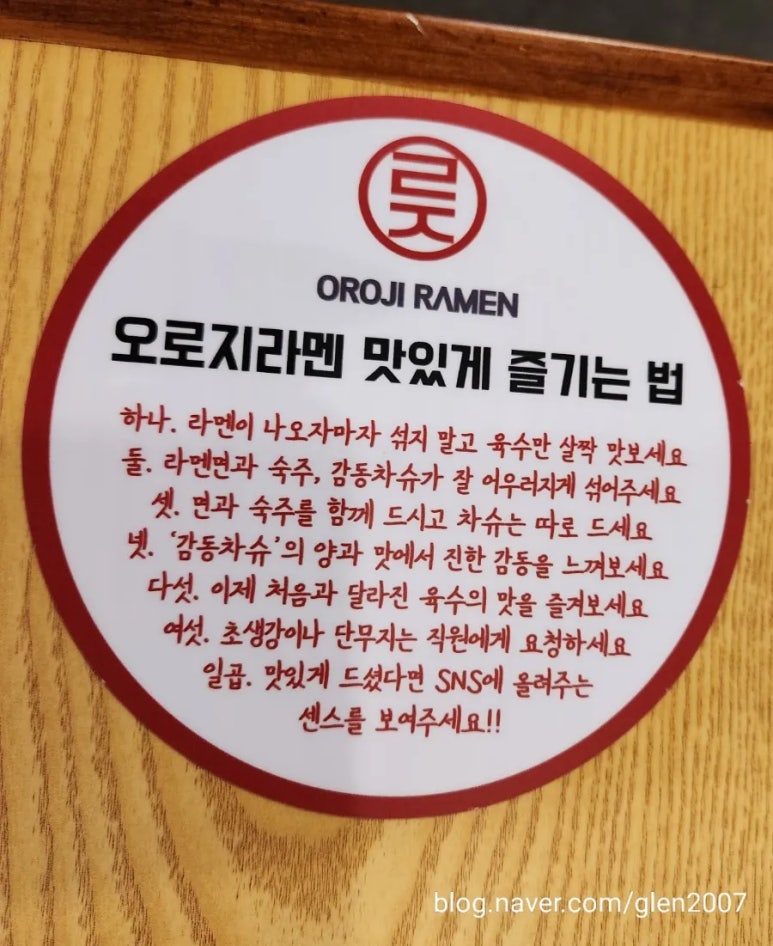 OROJI RAMEN
오로지라멘 맛있게 즐기는 법
하나. 라멘이 나오자마자 섞지 말고 육수만 살짝 맛보세요
둘. 라멘면과 숙주, 감동차슈가 잘 어우러지게 섞어주세요
셋. 면과 숙주를 함께 드시고 차슈는 따로 드세요
넷. '감동차슈'의 양과 맛에서 진한 감동을 느껴보세요
다섯. 이제 처음과 달라진 육수의 맛을 즐겨보세요
여섯. 초생강이나 단무지는 직원에게 요청하세요
일곱. 맛있게 드셨다면 SNS에 올려주는
센스를 보여주세요!!
blog.naver.com/glen2007